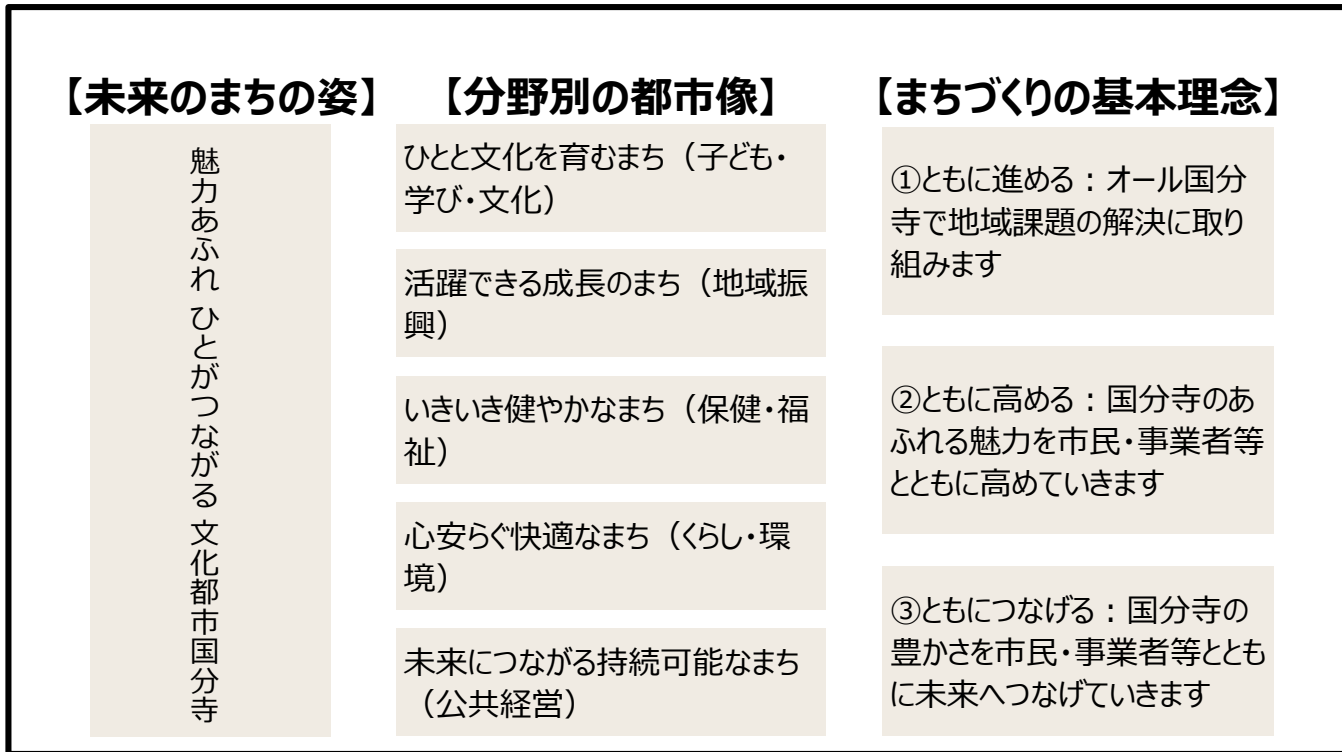 【未来のまちの姿】
魅力あふれ ひとがつながる 文化都市国分寺
【分野別の都市像】
ひとと文化を育むまち（子ども・
学び・文化）
活躍できる成長のまち（地域振
興）
いきいき健やかなまち（保健・福
祉）
心安らぐ快適なまち（くらし・環
境）
未来につながる持続可能なまち
（公共経営）
【まちづくりの基本理念】
①ともに進める：オール国分
寺で地域課題の解決に取り
組みます
②ともに高める：国分寺のあ
ふれる魅力を市民・事業者等
とともに高めていきます
③ともにつなげる：国分寺の
豊かさを市民・事業者等ととも
に未来へつなげていきます